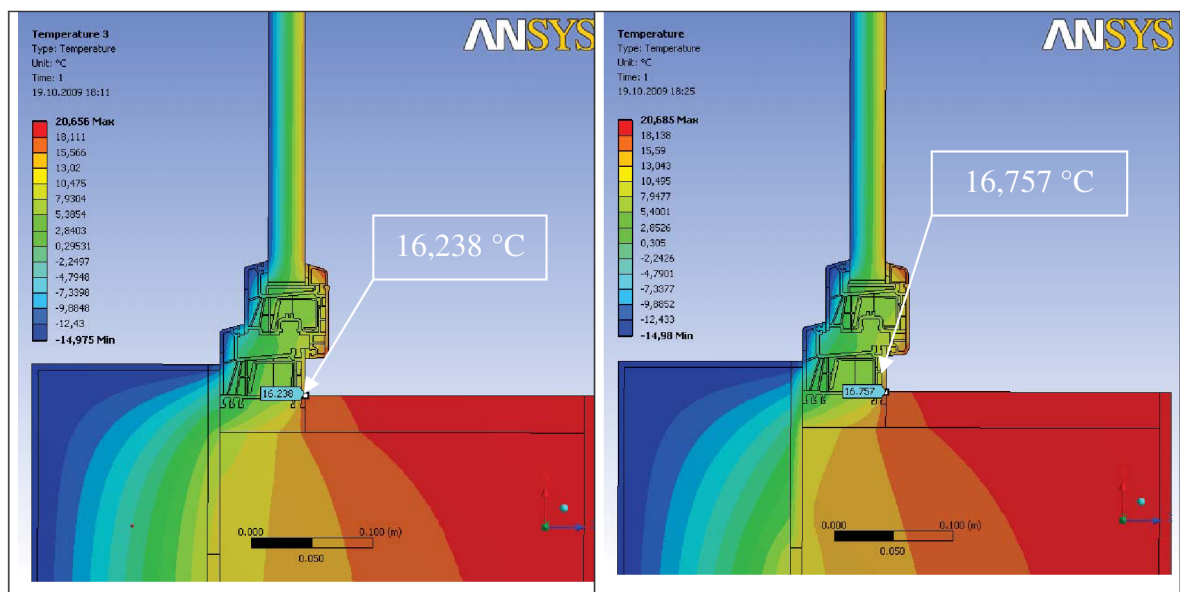 Temperature 3
Type: Temperature
Unit: °C
Time: 1
19.10.2009 18:11
ANSYS
20,656 Max
18,111
15,566
13,02
10,475
7,9304
5,3854
2,8403
0,29531
-2,2497
-4,7948
-7,3398
-9,8848
-12,43
-14,975 Min
16,238 °C
16.238
0.000
0.100 (m)
0.050
Temperature
Type: Temperature
Unit: °C
Time: 1
19.10.2009 18:25
ANSYS
20,685 Max
18,138
15,59
13,043
10,495
7,9477
5,4001
2,8526
0,305
-2,2426
-4,7901
-7,3377
-9,8852
-12,433
-14,98 Min
16,757 °C
16.757
0.000
0.100 (m)
0.050